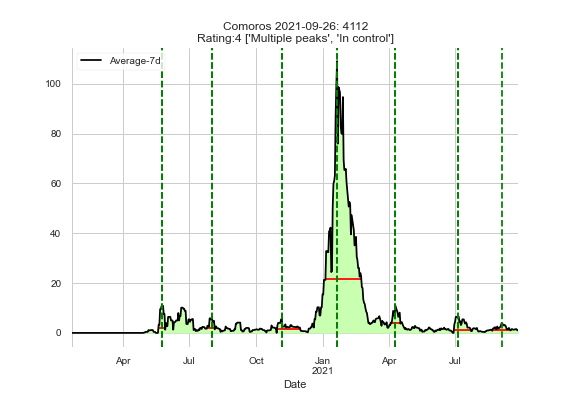 Comoros 2021-09-26: 4112
Rating:4 ['Multiple peaks', 'In control']
Average-7d
100
80
60
40
20
0
Apr Jul Oct Jan Apr Jul
2021
Date